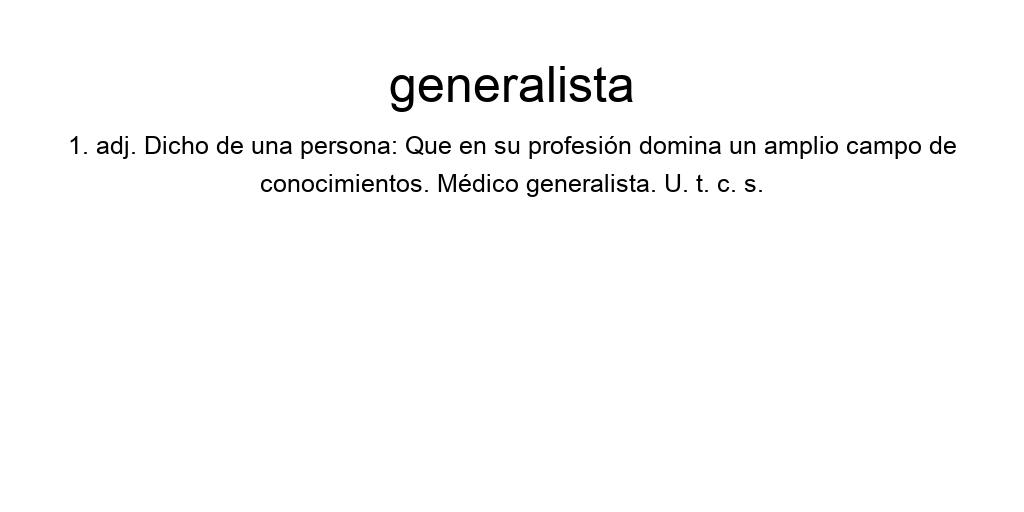 generalista
1. adj. Dicho de una persona: Que en su profesión domina un amplio campo de
conocimientos. Médico generalista. U. t. c. s.